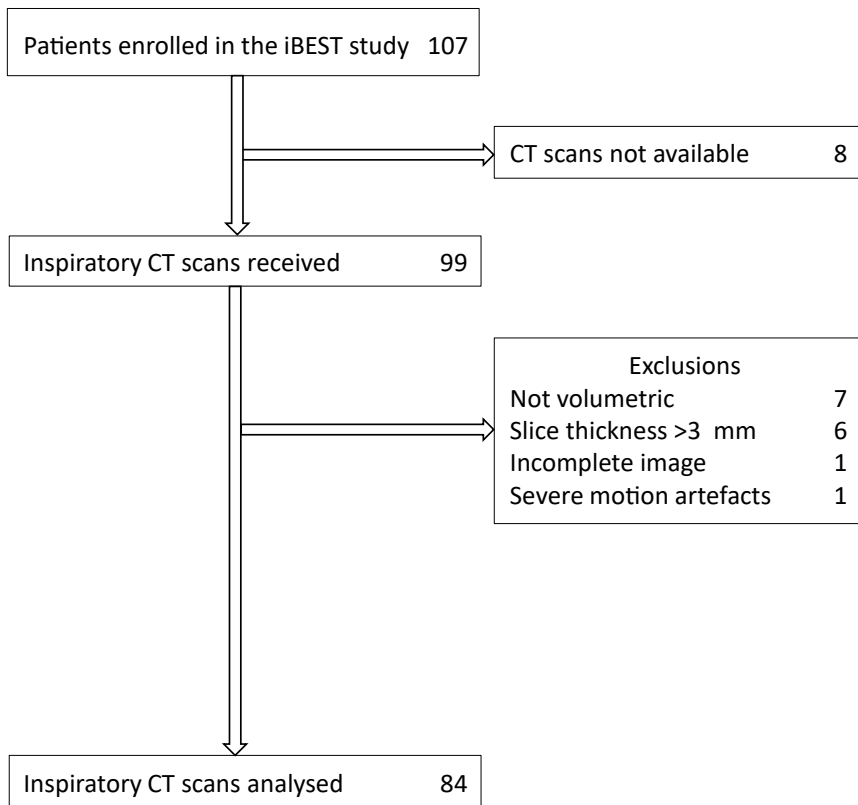 Patients enrolled in the iBEST study 107
CT scans not available 8
Inspiratory CT scans received 99
Exclusions
Not volumetric 7
Slice thickness >3 mm 6
Incomplete image 1
Severe motion artefacts 1
Inspiratory CT scans analysed 84